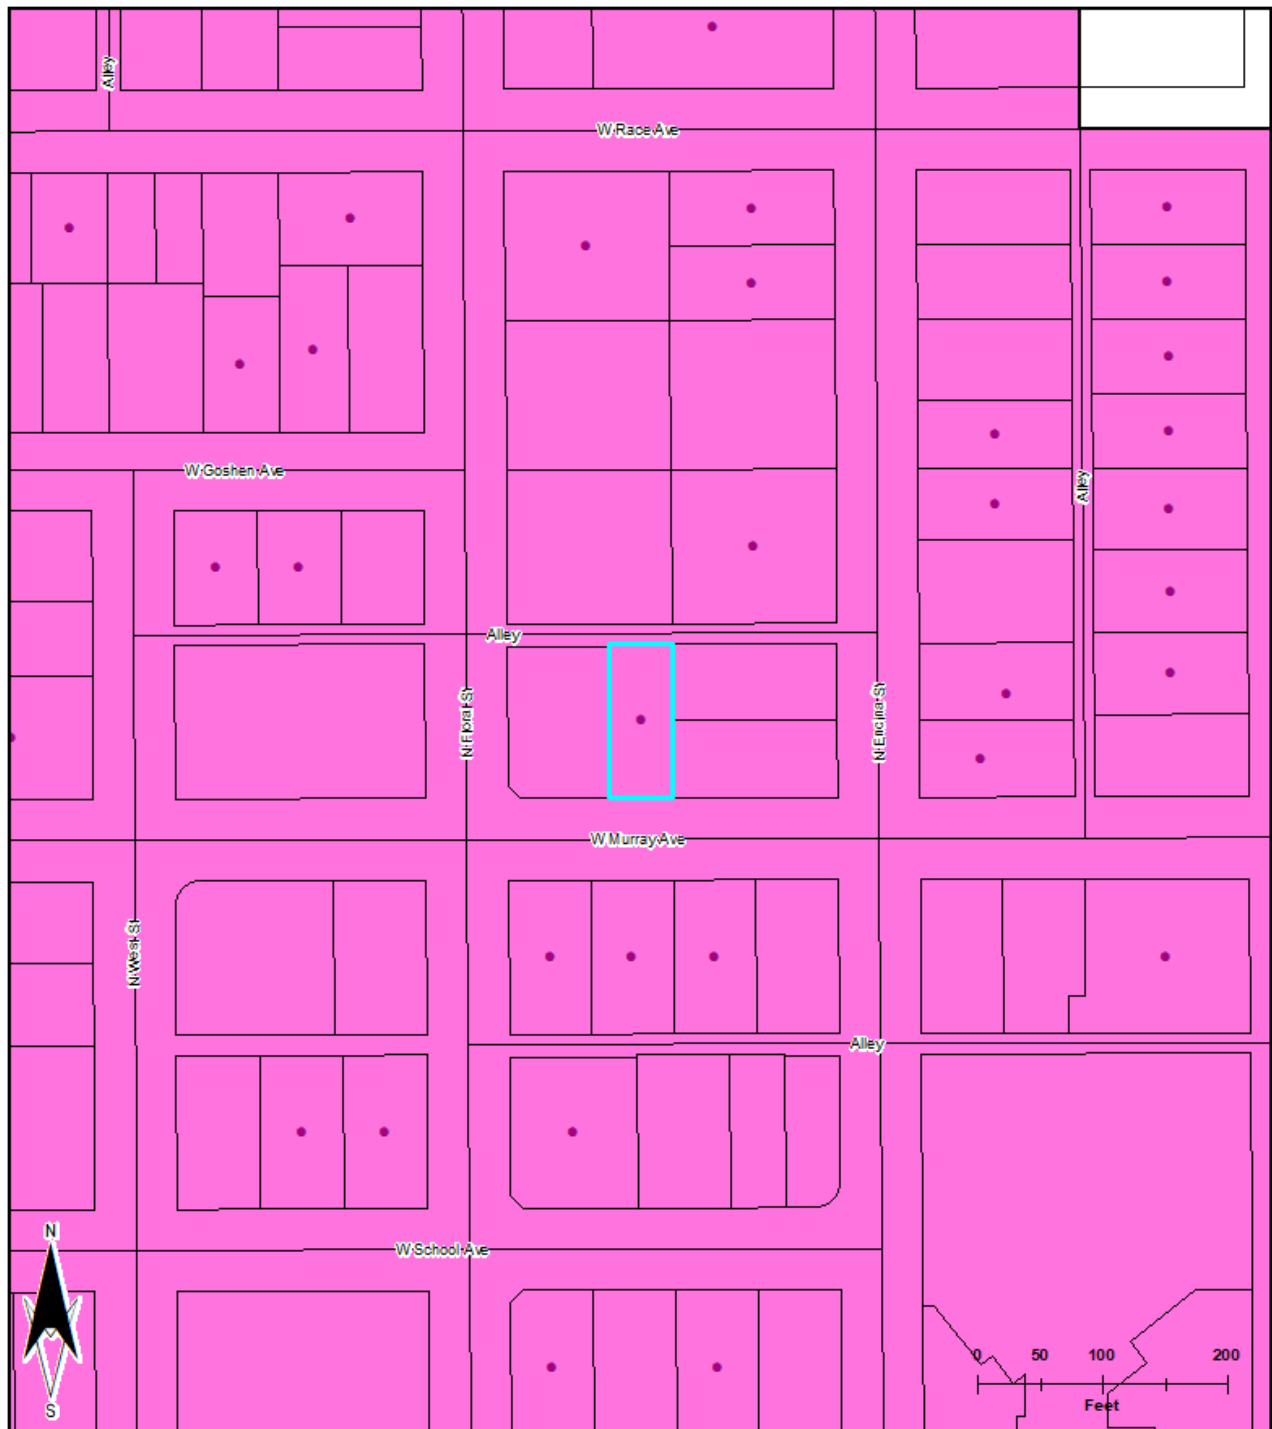 Alley
W Race Ave
W Goshen Ave
Alley
Alley
N Floral St
N Encina St
W Murray Ave
N West St
Alley
W School Ave
N
S
0 50 100 200
Feet